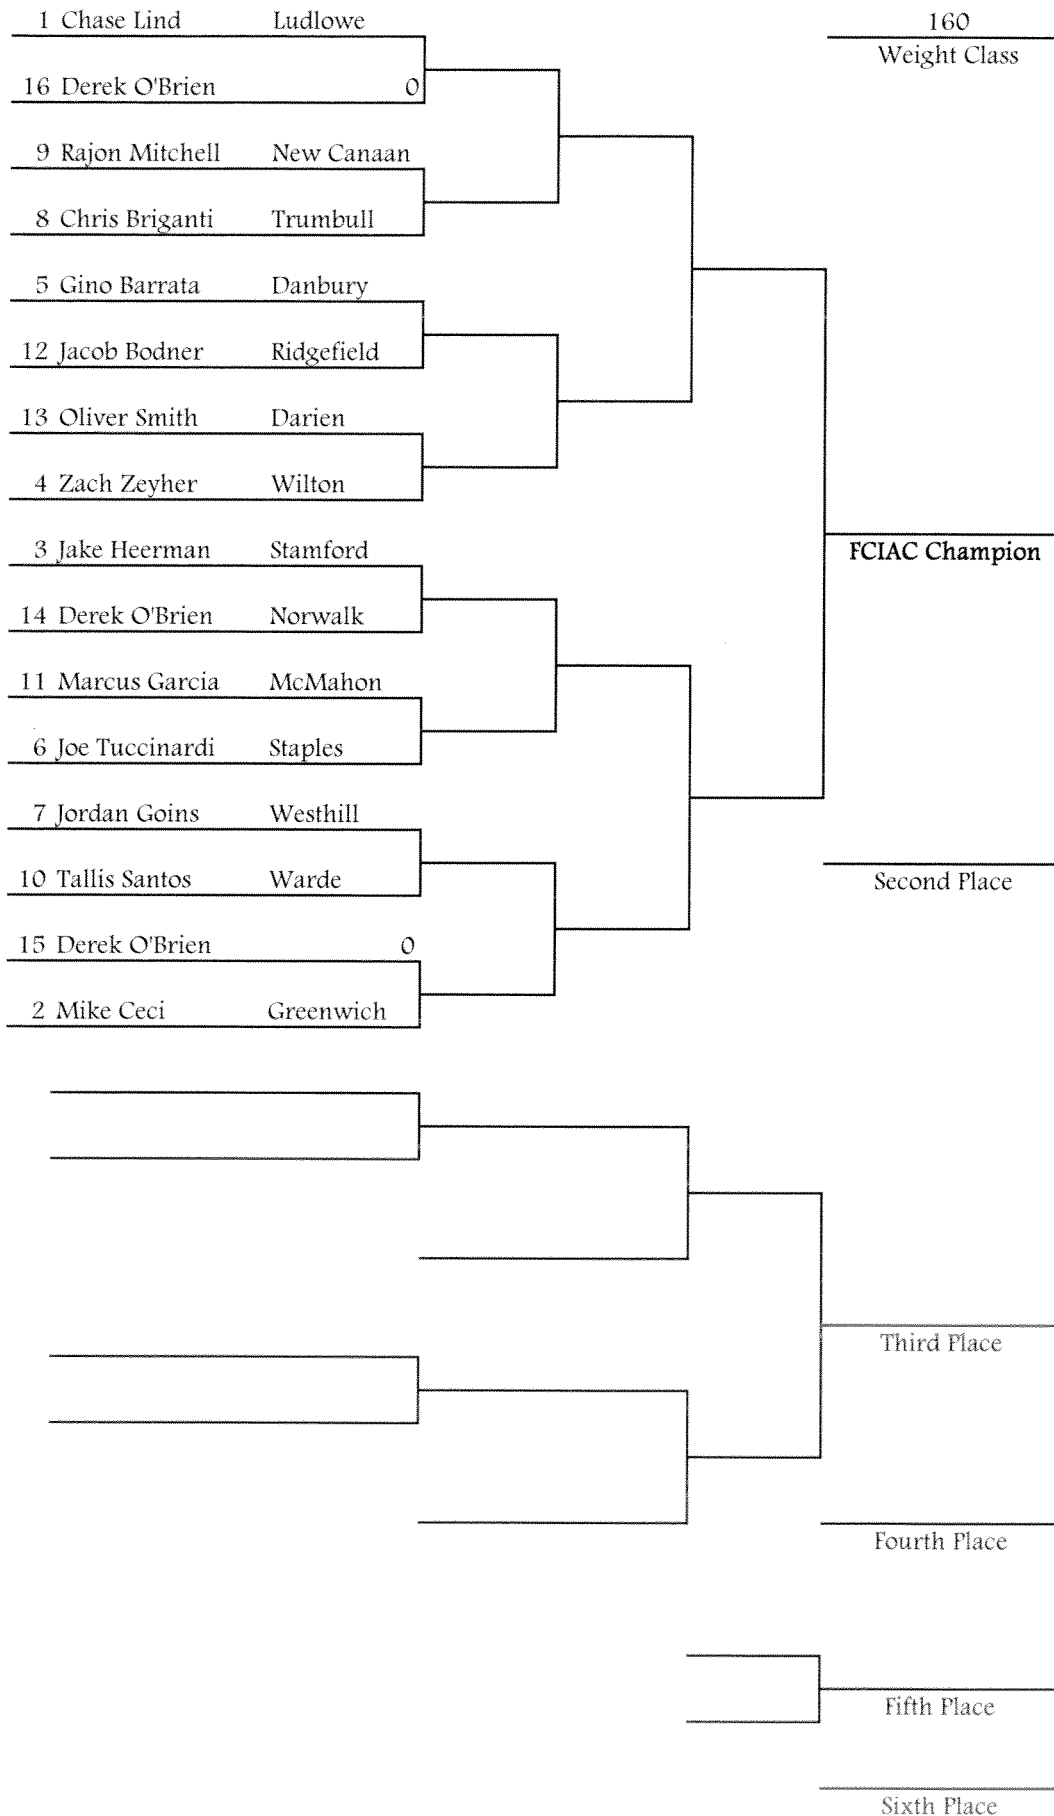 1 Chase Lind Ludlowe 160
Weight Class
16 Derek O'Brien 0
9 Rajon Mitchell New Canaan
8 Chris Briganti Trumbull
5 Gino Barrata Danbury
12 Jacob Bodner Ridgefield
13 Oliver Smith Darien
4 Zach Zeyher Wilton
3 Jake Heerman Stamford
FCIAC Champion
14 Derek O'Brien Norwalk
11 Marcus Garcia McMahon
6 Joe Tuccinardi Staples
7 Jordan Goins Westhill
10 Tallis Santos Warde
Second Place
15 Derek O'Brien 0
2 Mike Ceci Greenwich
Third Place
Fourth Place
Fifth Place
Sixth Place